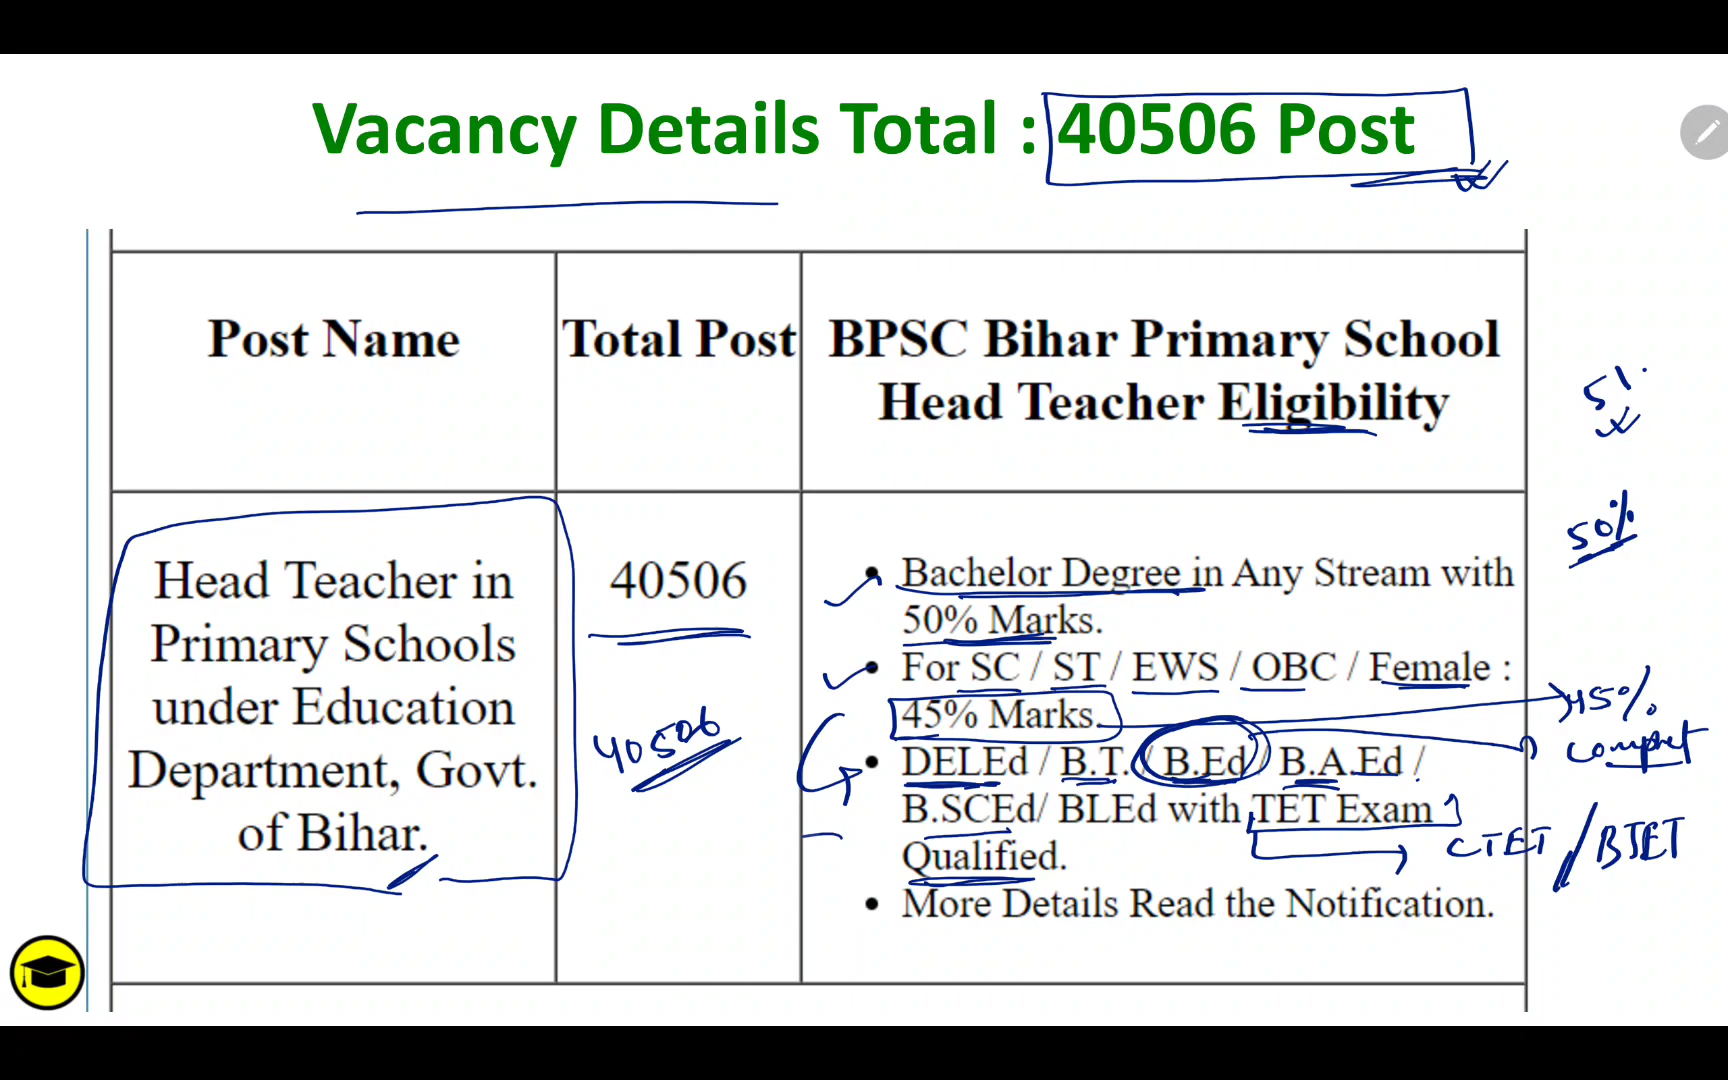 Vacancy Details Total : 40506 Post
Post Name
Total Post
BPSC Bihar Primary School
Head Teacher Eligibility
5%
50%
Head Teacher in
Primary Schools
under Education
Department, Govt.
of Bihar.
40506
40506
• Bachelor Degree in Any Stream with
50% Marks.
• For SC / ST / EWS / OBC / Female :
45% Marks.
• DELEd / B.T. / B.Ed / B.A.Ed /
B.SCEd/ BLEd with TET Exam
Qualified.
• More Details Read the Notification.
45%
CTET / BTET